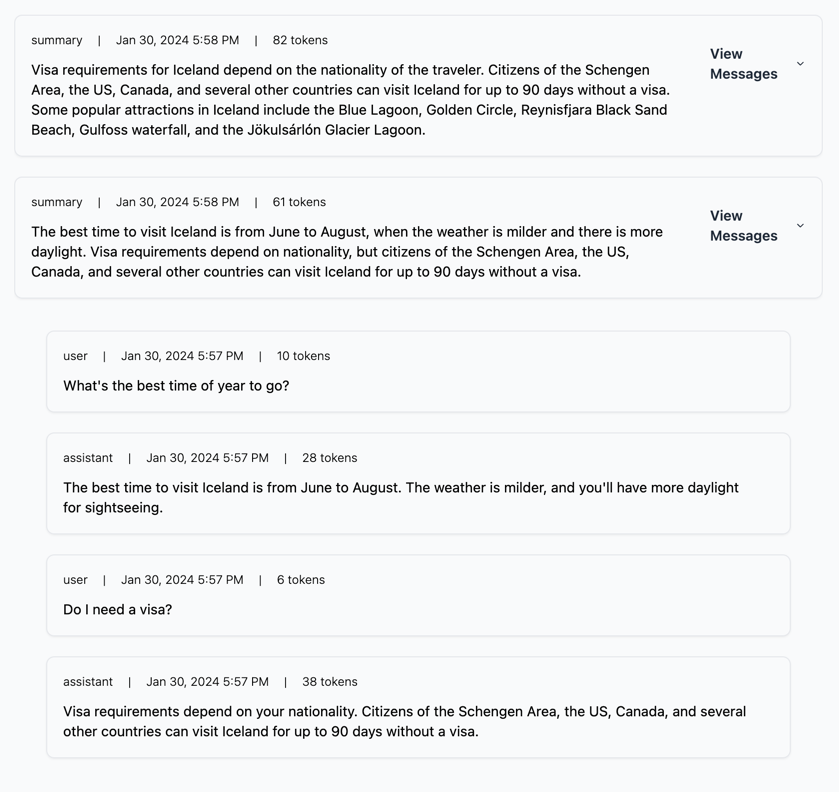 summary | Jan 30, 2024 5:58 PM | 82 tokens
View
Messages
Visa requirements for Iceland depend on the nationality of the traveler. Citizens of the Schengen
Area, the US, Canada, and several other countries can visit Iceland for up to 90 days without a visa.
Some popular attractions in Iceland include the Blue Lagoon, Golden Circle, Reynisfjara Black Sand
Beach, Gulfoss waterfall, and the Jökulsárlón Glacier Lagoon.
summary | Jan 30, 2024 5:58 PM | 61 tokens
View
Messages
The best time to visit Iceland is from June to August, when the weather is milder and there is more
daylight. Visa requirements depend on nationality, but citizens of the Schengen Area, the US,
Canada, and several other countries can visit Iceland for up to 90 days without a visa.
user | Jan 30, 2024 5:57 PM | 10 tokens
What's the best time of year to go?
assistant | Jan 30, 2024 5:57 PM | 28 tokens
The best time to visit Iceland is from June to August. The weather is milder, and you'll have more daylight
for sightseeing.
user | Jan 30, 2024 5:57 PM | 6 tokens
Do I need a visa?
assistant | Jan 30, 2024 5:57 PM | 38 tokens
Visa requirements depend on your nationality. Citizens of the Schengen Area, the US, Canada, and several
other countries can visit Iceland for up to 90 days without a visa.